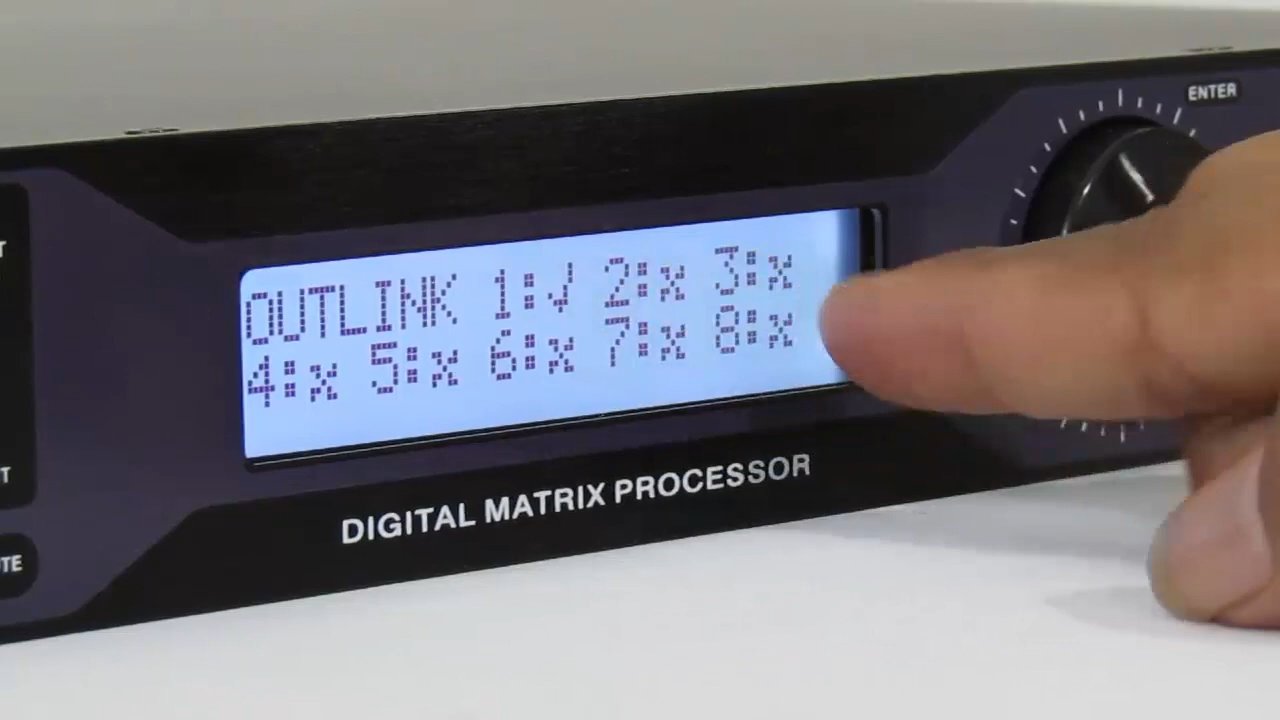 ENTER
OUTLINK 1:√ 2:x 3:x
4:x 5:x 6:x 7:x 8:x
DIGITAL MATRIX PROCESSOR